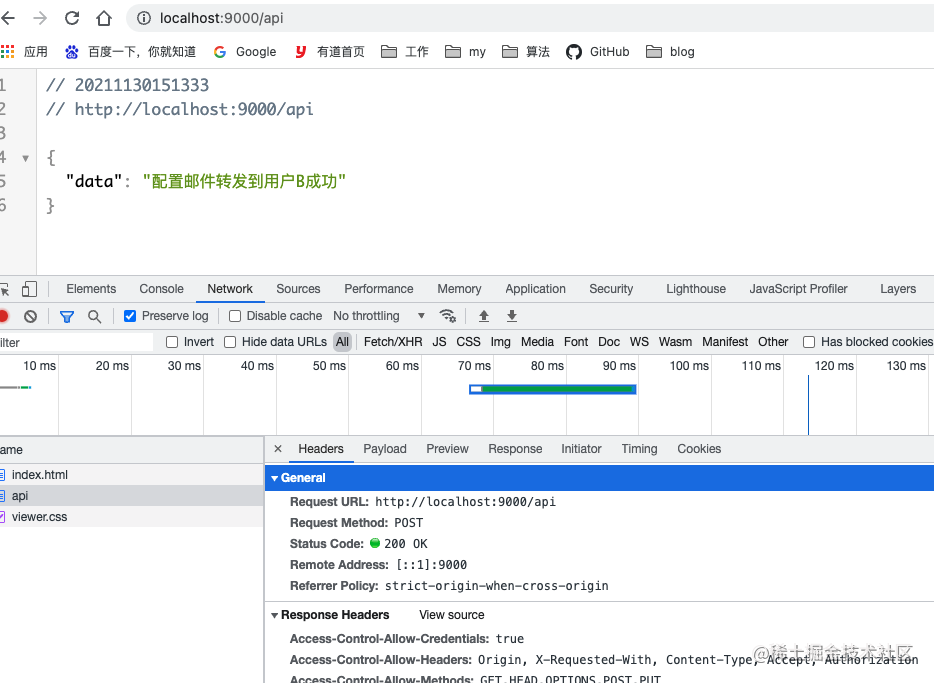 localhost:9000/api
应用 百度一下，你就知道 Google 有道首页 工作 my 算法 GitHub blog
1 // 20211130151333
2 // http://localhost:9000/api
3
4 {
5 "data": "配置邮件转发到用户B成功"
6 }
Elements Console Network Sources Performance Memory Application Security Lighthouse JavaScript Profiler Layers
Preserve log Disable cache No throttling
ilter Invert Hide data URLs All Fetch/XHR JS CSS Img Media Font Doc WS Wasm Manifest Other Has blocked cookies
10 ms 20 ms 30 ms 40 ms 50 ms 60 ms 70 ms 80 ms 90 ms 100 ms 110 ms 120 ms 130 ms
ame × Headers Payload Preview Response Initiator Timing Cookies
index.html
api
viewer.css
General
Request URL: http://localhost:9000/api
Request Method: POST
Status Code: 200 OK
Remote Address: [::1]:9000
Referrer Policy: strict-origin-when-cross-origin
Response Headers View source
Access-Control-Allow-Credentials: true
Access-Control-Allow-Headers: Origin, X-Requested-With, Content-Type, Accept, Authorization
Access-Control-Allow-Methods: GET,HEAD,OPTIONS,POST,PUT
@稀土掘金技术社区